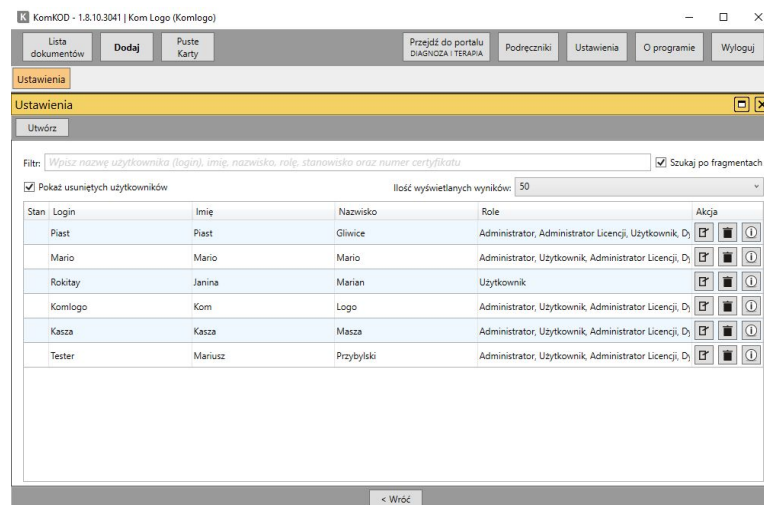 K KomKOD - 1.8.10.3041 | Kom Logo (Komlogo)
Lista dokumentów
Dodaj
Puste Karty
Przejdź do portalu
DIAGNOZA I TERAPIA
Podręczniki
Ustawienia
O programie
Wyloguj
Ustawienia
Ustawienia
Utwórz
Filtr: Wpisz nazwę użytkownika (login), imię, nazwisko, rolę, stanowisko oraz numer certyfikatu
Szukaj po fragmentach
Pokaż usuniętych użytkowników
Ilość wyświetlanych wyników: 50
Stan Login Imię Nazwisko Role Akcja
Piast Piast Gliwice Administrator, Administrator Licencji, Użytkownik, Dy
Mario Mario Mario Administrator, Użytkownik, Administrator Licencji, Dy
Rokitay Janina Marian Użytkownik
Komlogo Kom Logo Administrator, Użytkownik, Administrator Licencji, Dy
Kasza Kasza Masza Administrator, Użytkownik, Administrator Licencji, Dy
Tester Mariusz Przybylski Administrator, Użytkownik, Administrator Licencji, Dy
< Wróć